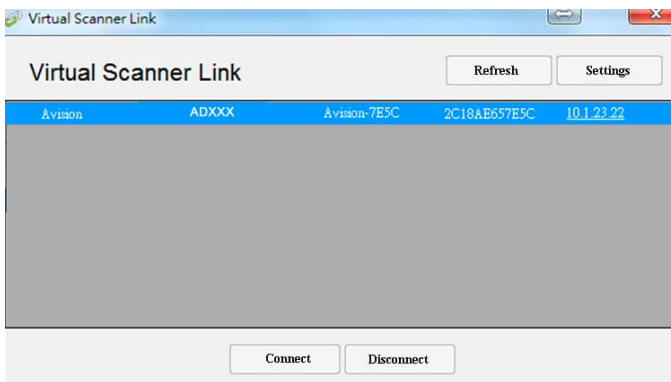 Virtual Scanner Link
Virtual Scanner Link Refresh Settings
Avision ADXXX Avision-7E5C 2C18AE657E5C 10.1.23.22
Connect Disconnect